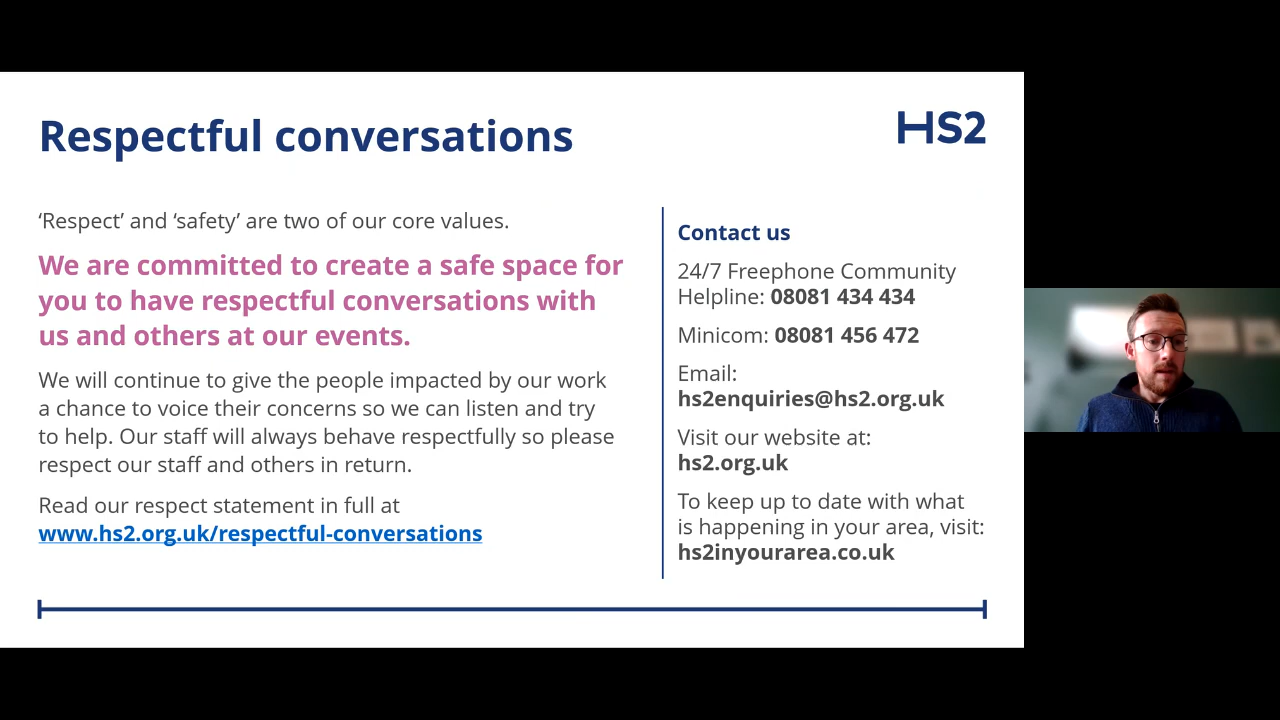 Respectful conversations
HS2
‘Respect’ and ‘safety’ are two of our core values.
We are committed to create a safe space for
you to have respectful conversations with
us and others at our events.
We will continue to give the people impacted by our work
a chance to voice their concerns so we can listen and try
to help. Our staff will always behave respectfully so please
respect our staff and others in return.
Read our respect statement in full at
www.hs2.org.uk/respectful-conversations
Contact us
24/7 Freephone Community
Helpline: 08081 434 434
Minicom: 08081 456 472
Email:
hs2enquiries@hs2.org.uk
Visit our website at:
hs2.org.uk
To keep up to date with what
is happening in your area, visit:
hs2inyourarea.co.uk